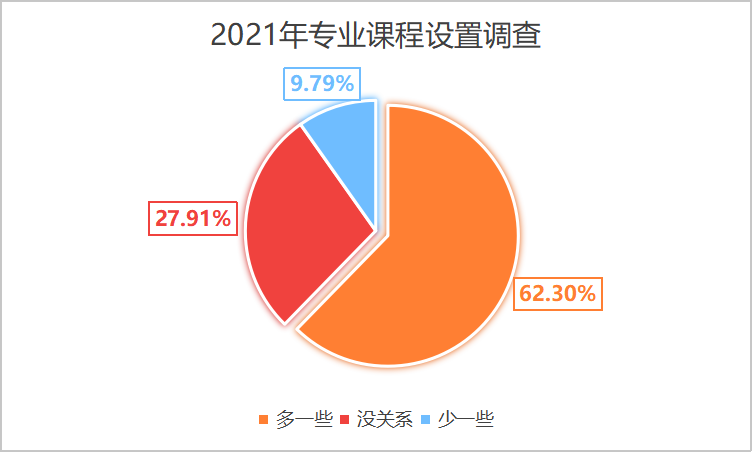 2021年专业课程设置调查
9.79%
27.91%
62.30%
多一些 没关系 少一些